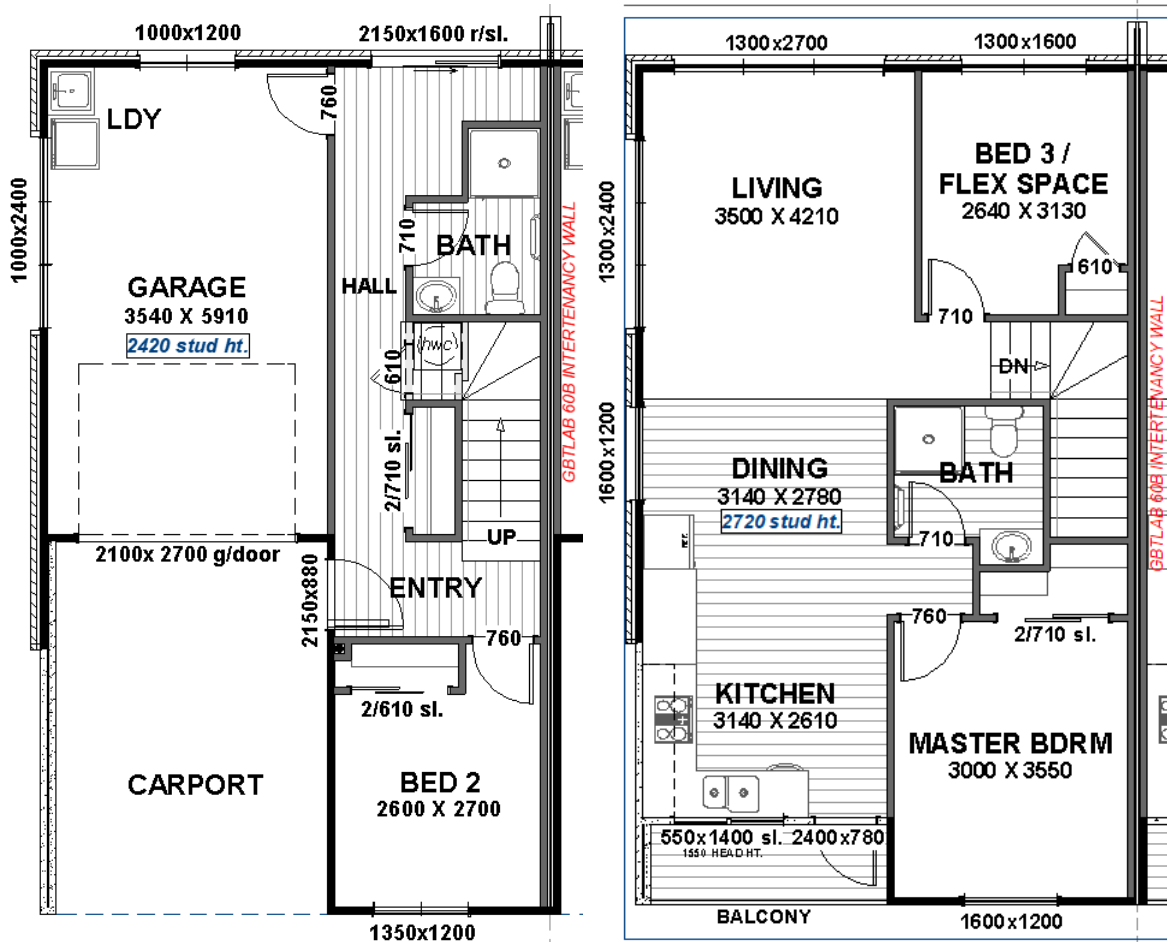 1000x1200
2150x1600 r/sl.
760
LDY
1000x2400
BATH
710
HALL
GARAGE
3540 X 5910
2420 stud ht.
(hwc)
610
GBTLAB 60B INTERTENANCY WALL
2/710 sl.
UP
2100x 2700 g/door
2150x880
ENTRY
760
2/610 sl.
CARPORT
BED 2
2600 X 2700
1350x1200
1300x2700
1300x1600
LIVING
3500 X 4210
BED 3 /
FLEX SPACE
2640 X 3130
1300x2400
610
710
DN
GBTLAB 60B INTERTENANCY WALL
1600x1200
DINING
3140 X 2780
2720 stud ht.
BATH
REF.
710
760
2/710 sl.
KITCHEN
3140 X 2610
MASTER BDRM
3000 X 3550
550x1400 sl.
2400x780
1550 HEAD HT.
BALCONY
1600x1200